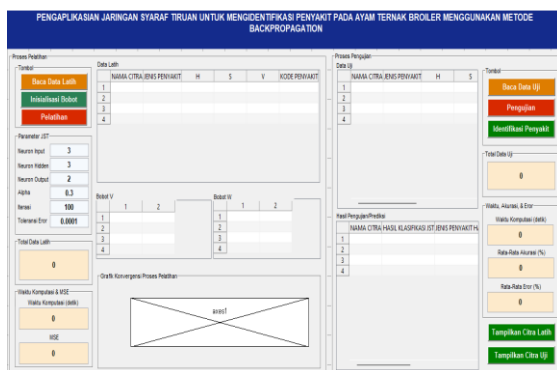 PENGAPLIKASIAN JARINGAN SYARAF TIRUAN UNTUK MENGIDENTIFIKASI PENYAKIT PADA AYAM TERNAK BROILER MENGGUNAKAN METODE
BACKPROPAGATION
Proses Pelatihan
Tombol
Baca Data Latih
Inisialisasi Bobot
Pelatihan
Parameter JST
Neuron Input 3
Neuron Hidden 3
Neuron Output 2
Alpha 0.3
Iterasi 100
Toleransi Eror 0.0001
Total Data Latih
0
Waktu Komputasi & MSE
Waktu Komputasi (detik)
0
MSE
0
Data Latih
NAMA CITRA JENIS PENYAKIT H S V KODE PENYAKIT
1
2
3
4
Bobot V
1 2
1
2
3
4
Bobot W
1 2
1
2
3
4
Grafik Konvergensi Proses Pelatihan
axes1
Proses Pengujian
Data Uji
NAMA CITRA JENIS PENYAKIT H S
1
2
3
4
Hasil Pengujian/Prediksi
NAMA CITRA HASIL KLASIFIKASI JST JENIS PENYAKIT
1
2
3
4
Tombol
Baca Data Uji
Pengujian
Identifikasi Penyakit
Total Data Uji
0
Waktu, Akurasi, & Eror
Waktu Komputasi (detik)
0
Rata-Rata Akurasi (%)
0
Rata-Rata Eror (%)
0
Tampilkan Citra Latih
Tampilkan Citra Uji